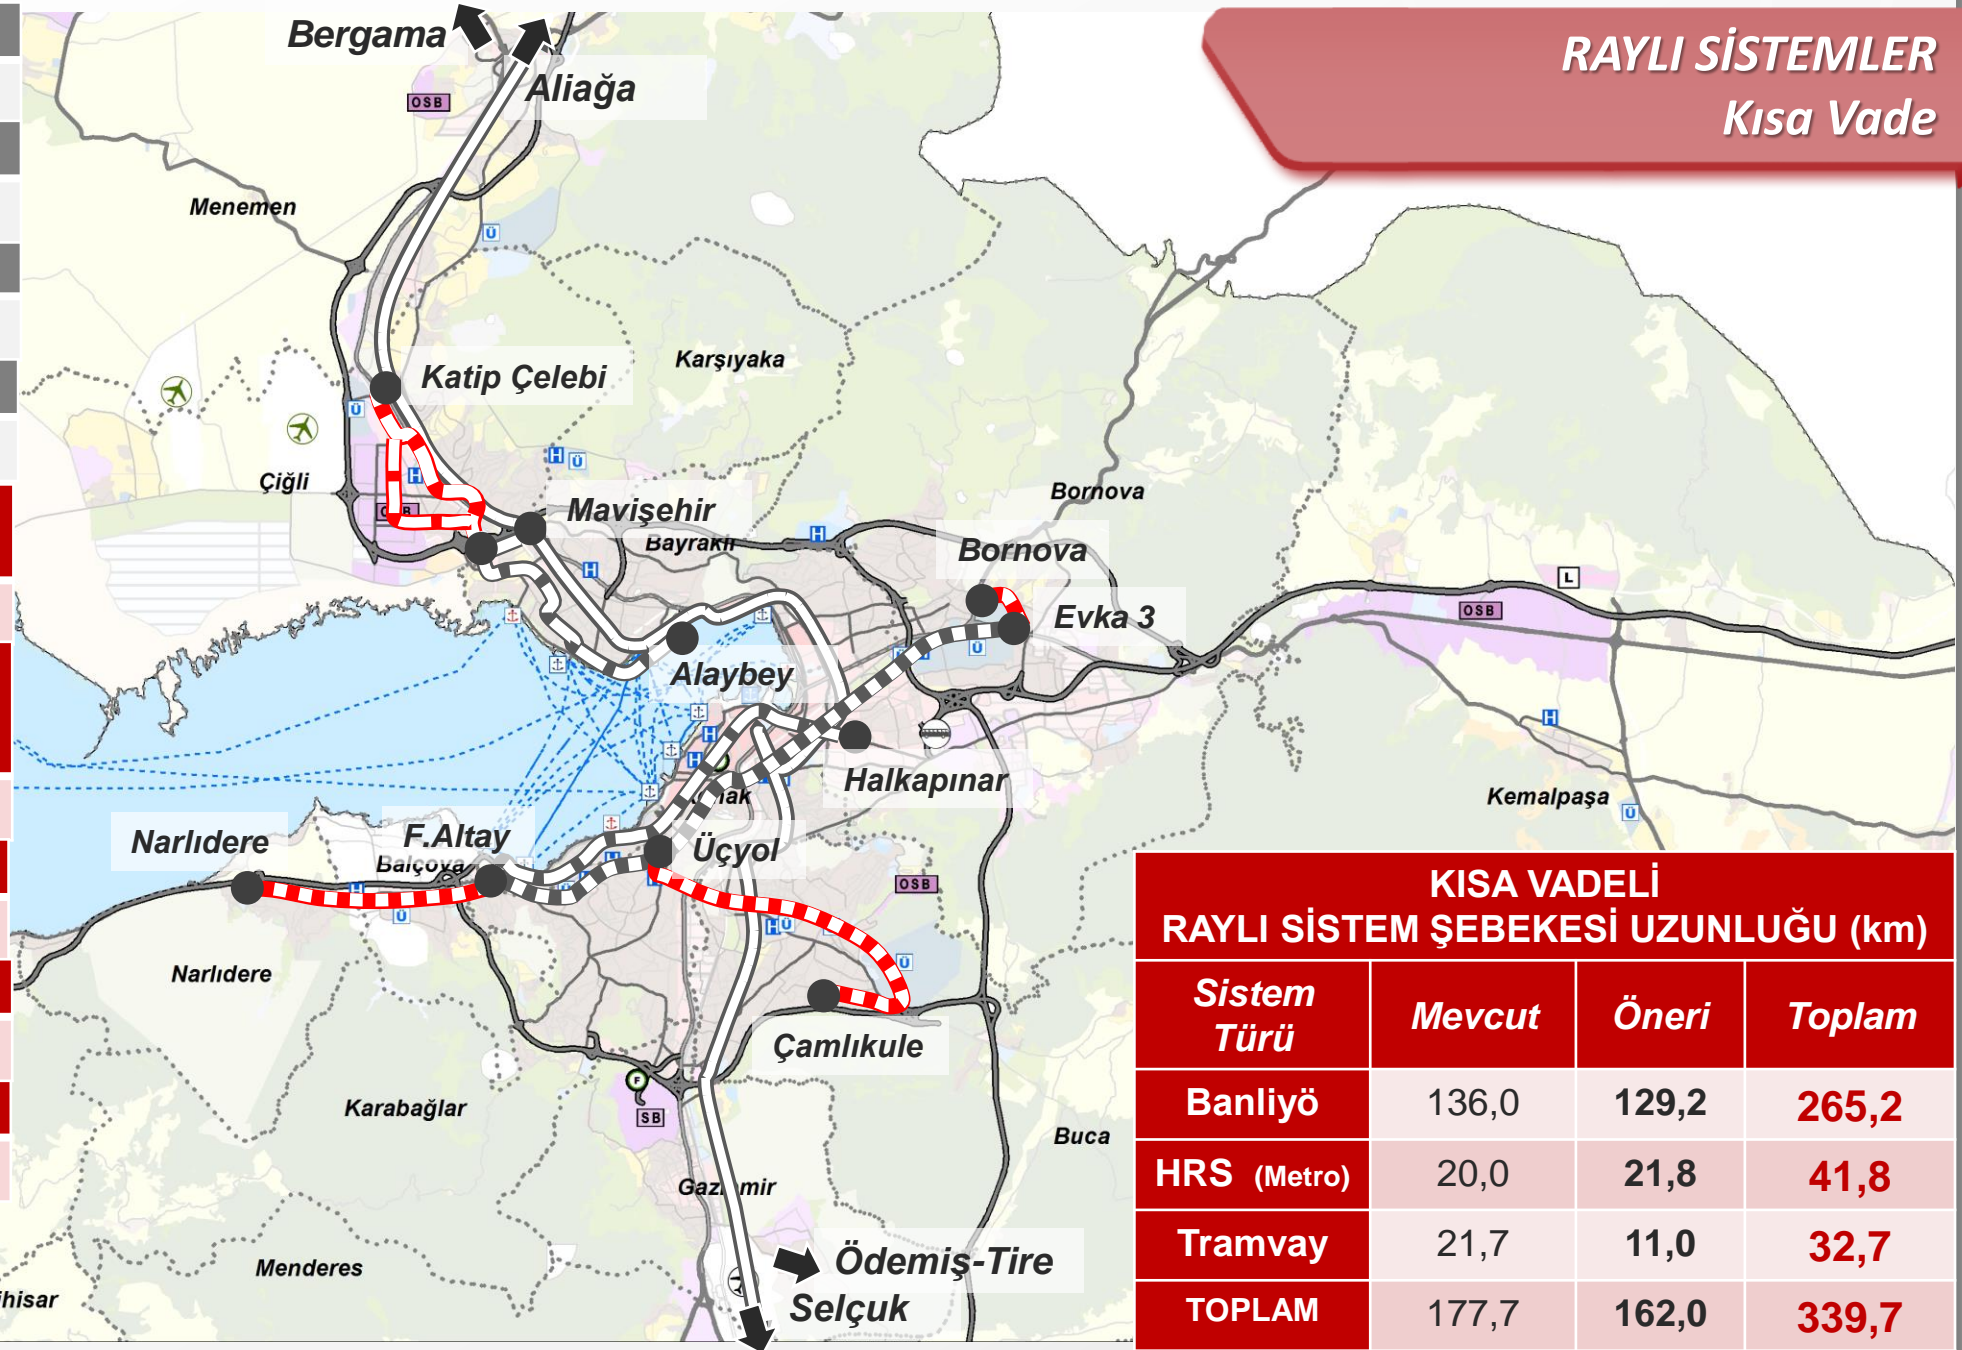 RAYLI SİSTEMLER
Kısa Vade
Bergama
Aliağa
OSB
Menemen
Ü
Katip Çelebi
Karşıyaka
Ü
H
Ü
H
Çiğli
Mavişehir
Bornova
H
Bayraklı
Bornova
H
L
OSB
Evka 3
Ü
Alaybey
H
H
Halkapınar
H
Kemalpaşa
Ü
Narlıdere
F.Altay
Üçyol
Balçova
H
H
Ü
OSB
Ü
H Ü
Narlıdere
Ü
Çamlıkule
F
SB
Karabağlar
Buca
Gaziemir
Menderes
Ödemiş-Tire
Selçuk
hisar
KISA VADELİ
RAYLI SİSTEM ŞEBEKESİ UZUNLUĞU (km)
Sistem Türü Mevcut Öneri Toplam
Banliyö 136,0 129,2 265,2
HRS (Metro) 20,0 21,8 41,8
Tramvay 21,7 11,0 32,7
TOPLAM 177,7 162,0 339,7